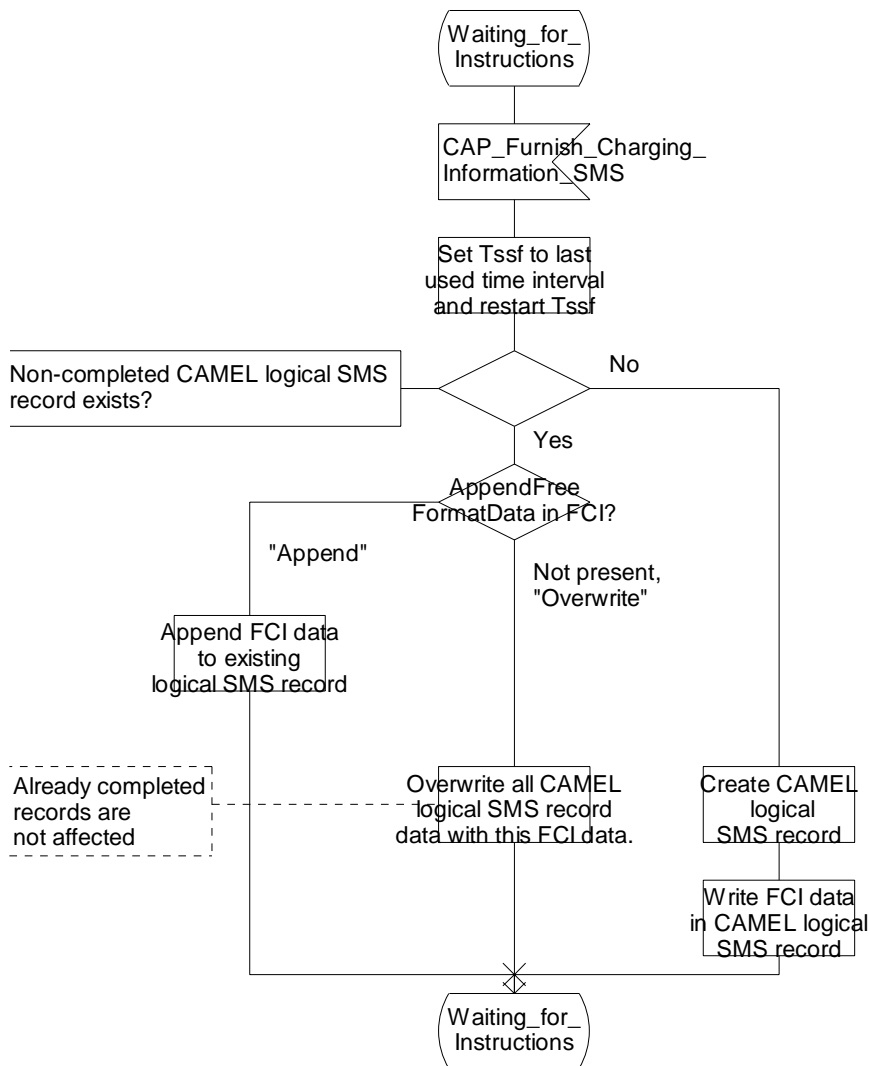 Waiting_for_
Instructions
CAP_Furnish_Charging_
Information_SMS
Set Tssf to last
used time interval
and restart Tssf
No
Non-completed CAMEL logical SMS
record exists?
Yes
AppendFree
FormatData in FCI?
"Append"
Not present,
"Overwrite"
Append FCI data
to existing
logical SMS record
Already completed
records are
not affected
Overwrite all CAMEL
logical SMS record
data with this FCI data.
Create CAMEL
logical
SMS record
Write FCI data
in CAMEL logical
SMS record
Waiting_for_
Instructions